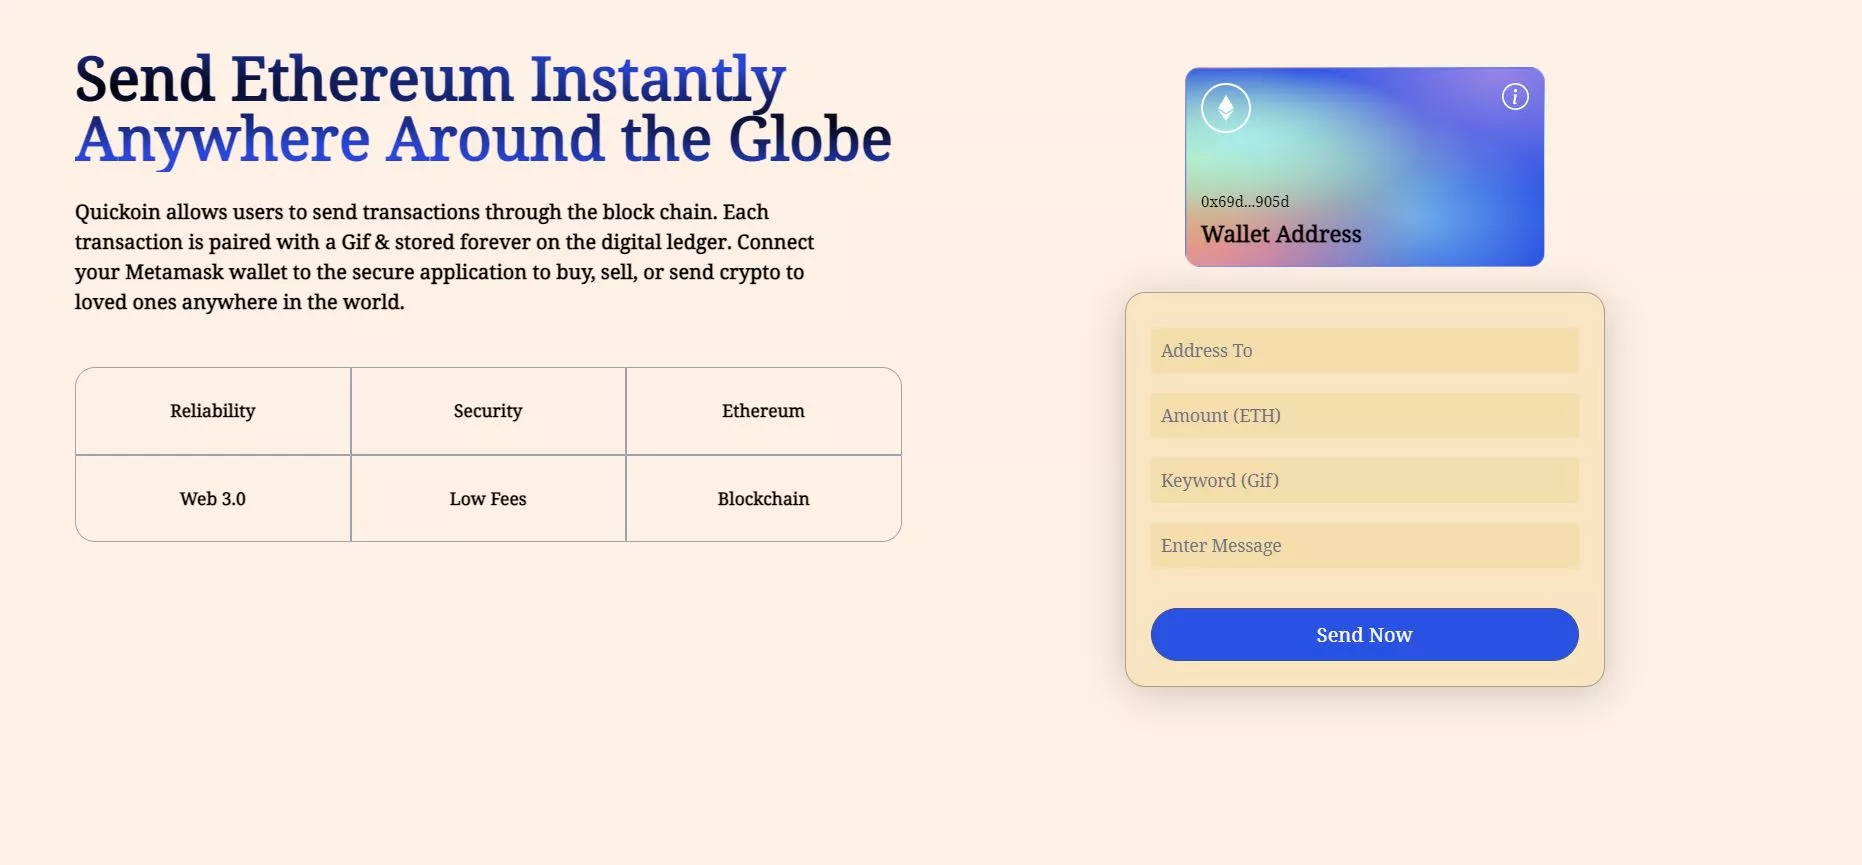 Send Ethereum Instantly
Anywhere Around the Globe
Quickoin allows users to send transactions through the block chain. Each
transaction is paired with a Gif & stored forever on the digital ledger. Connect
your Metamask wallet to the secure application to buy, sell, or send crypto to
loved ones anywhere in the world.
Reliability
Security
Ethereum
Web 3.0
Low Fees
Blockchain
i
0x69d...905d
Wallet Address
Address To
Amount (ETH)
Keyword (Gif)
Enter Message
Send Now